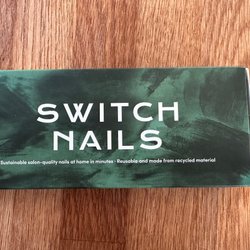 SWITCH
NAILS
Sustainable salon-quality nails at home in minutes · Reusable and made from recycled material